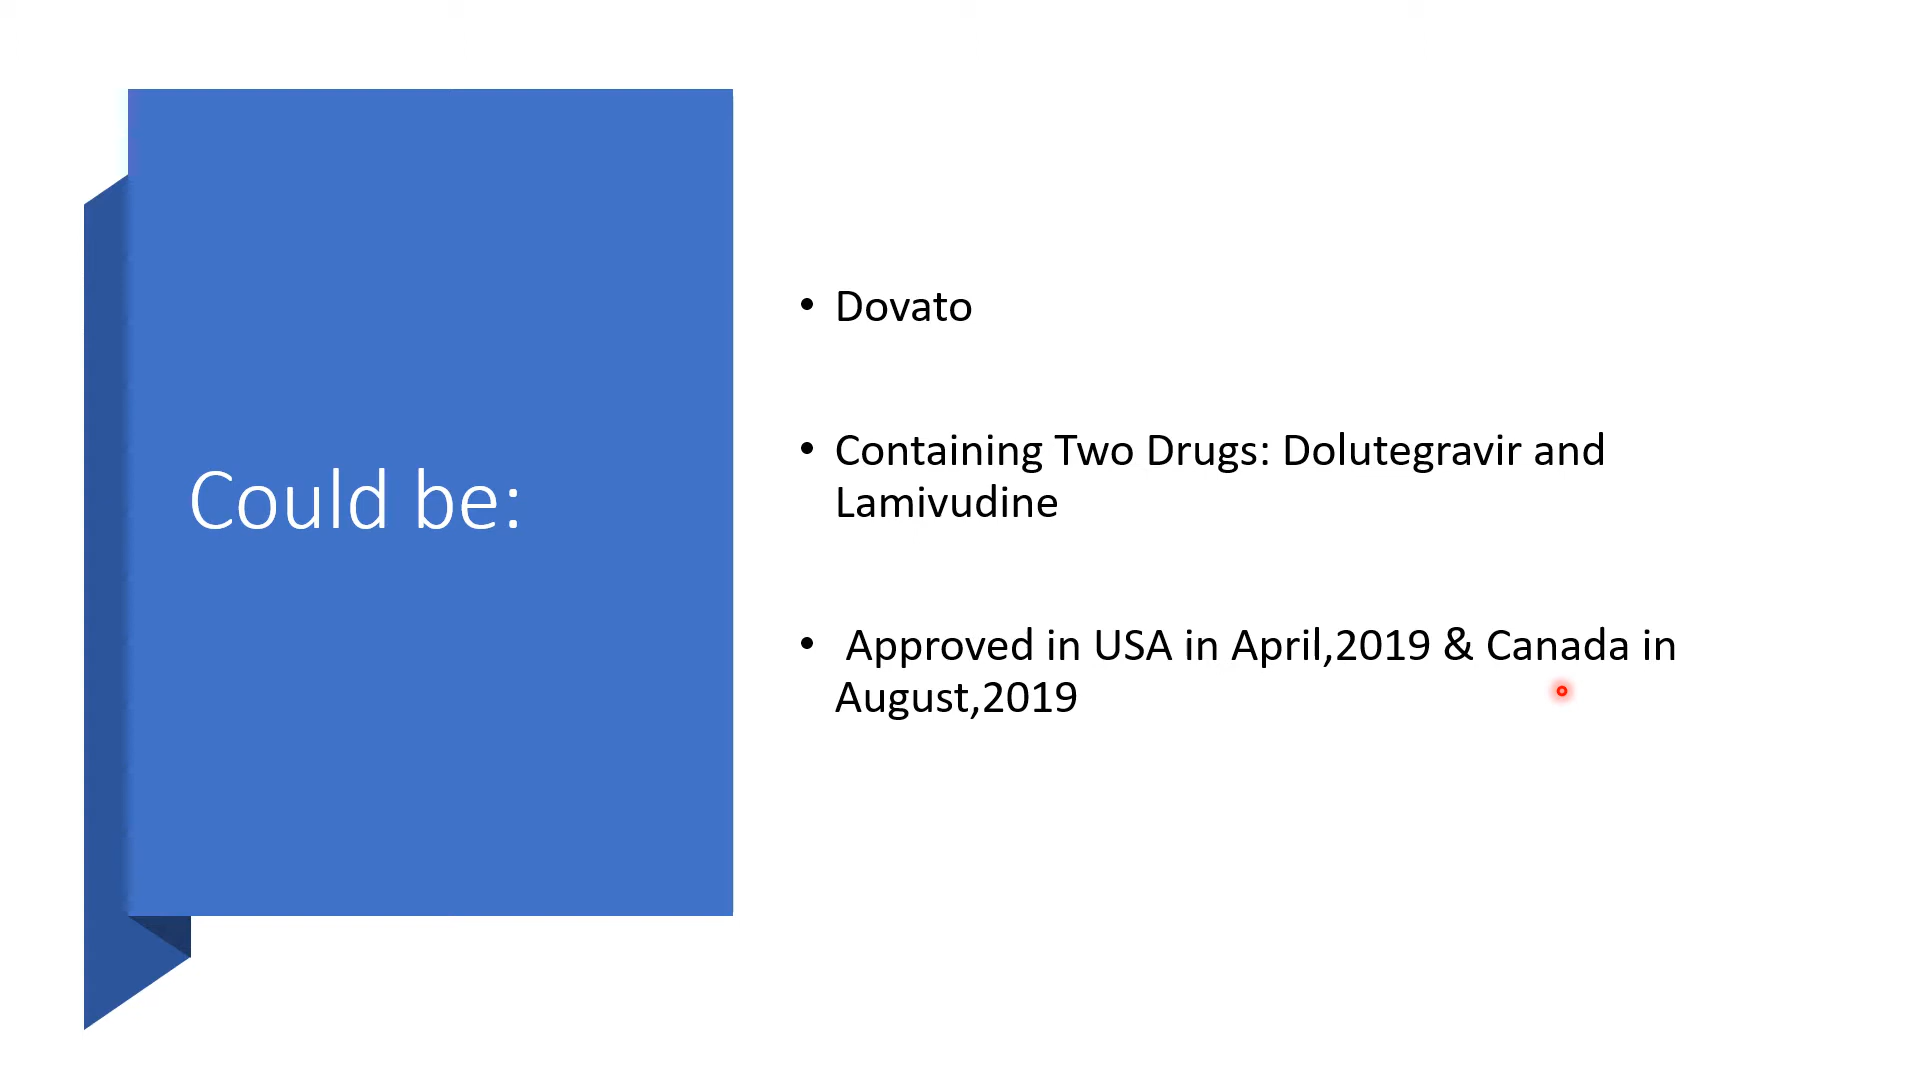 Could be:
• Dovato
• Containing Two Drugs: Dolutegravir and
Lamivudine
• Approved in USA in April,2019 & Canada in
August,2019